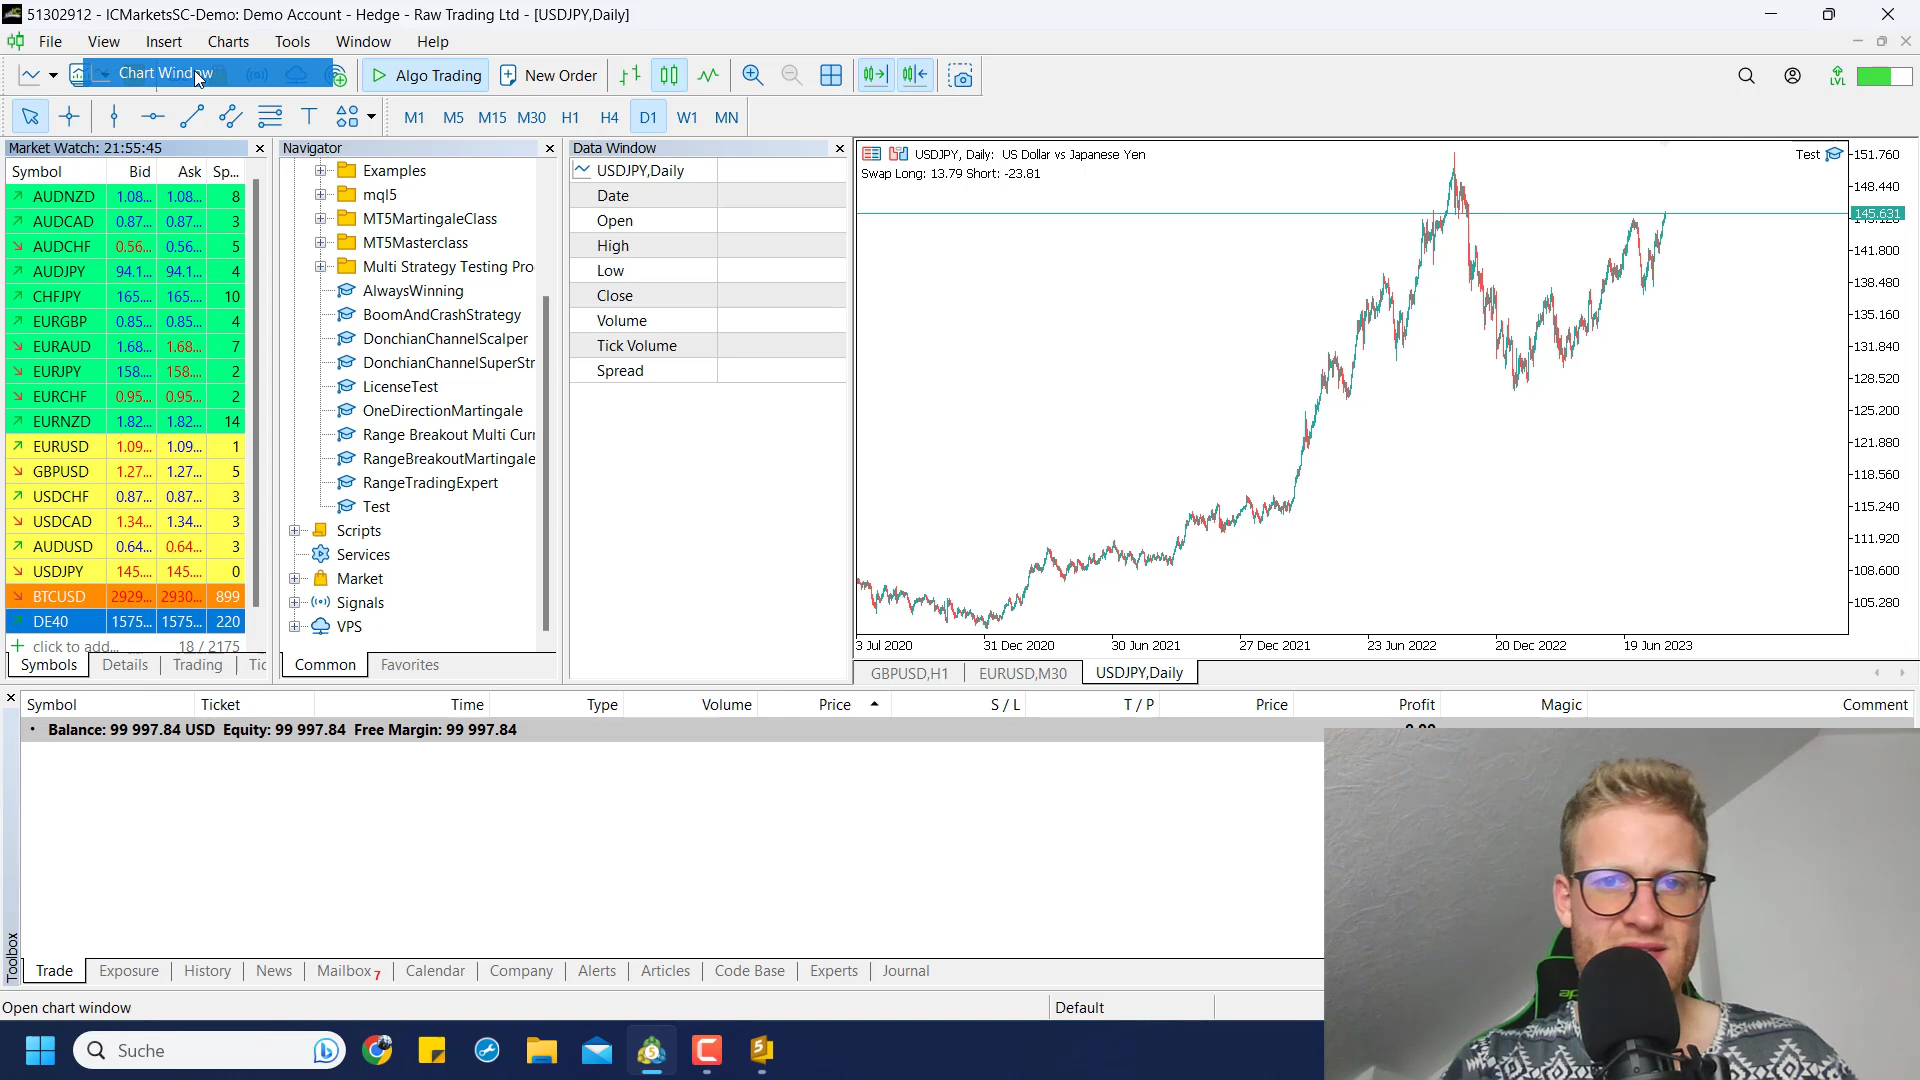 51302912 - ICMarketsSC-Demo: Demo Account - Hedge - Raw Trading Ltd - [USDJPY,Daily]
File View Insert Charts Tools Window Help
Chart Window
Algo Trading New Order
LVL
M1 M5 M15 M30 H1 H4 D1 W1 MN
Market Watch: 21:55:45
Symbol Bid Ask Sp...
AUDNZD 1.08... 1.08... 8
AUDCAD 0.87... 0.87... 3
AUDCHF 0.56... 0.56... 5
AUDJPY 94.1... 94.1... 4
CHFJPY 165.... 165.... 10
EURGBP 0.85... 0.85... 4
EURAUD 1.68... 1.68... 7
EURJPY 158.... 158.... 2
EURCHF 0.95... 0.95... 2
EURNZD 1.82... 1.82... 14
EURUSD 1.09... 1.09... 1
GBPUSD 1.27... 1.27... 5
USDCHF 0.87... 0.87... 3
USDCAD 1.34... 1.34... 3
AUDUSD 0.64... 0.64... 3
USDJPY 145.... 145.... 0
BTCUSD 2929... 2930... 899
DE40 1575... 1575... 220
click to add... 18 / 2175
Symbols Details Trading Tic
Navigator
Examples
mql5
MT5MartingaleClass
MT5Masterclass
Multi Strategy Testing Pro
AlwaysWinning
BoomAndCrashStrategy
DonchianChannelScalper
DonchianChannelSuperStr
LicenseTest
OneDirectionMartingale
Range Breakout Multi Curr
RangeBreakoutMartingale
RangeTradingExpert
Test
Scripts
Services
Market
Signals
VPS
Common Favorites
Data Window
USDJPY,Daily
Date
Open
High
Low
Close
Volume
Tick Volume
Spread
USDJPY, Daily: US Dollar vs Japanese Yen
Swap Long: 13.79 Short: -23.81
Test
151.760
148.440
145.631
141.800
138.480
135.160
131.840
128.520
125.200
121.880
118.560
115.240
111.920
108.600
105.280
3 Jul 2020 31 Dec 2020 30 Jun 2021 27 Dec 2021 23 Jun 2022 20 Dec 2022 19 Jun 2023
GBPUSD,H1 EURUSD,M30 USDJPY,Daily
Symbol Ticket Time Type Volume Price S / L T / P Price Profit Magic Comment
Balance: 99 997.84 USD Equity: 99 997.84 Free Margin: 99 997.84
Toolbox
Trade Exposure History News Mailbox 7 Calendar Company Alerts Articles Code Base Experts Journal
Open chart window
Default
Suche